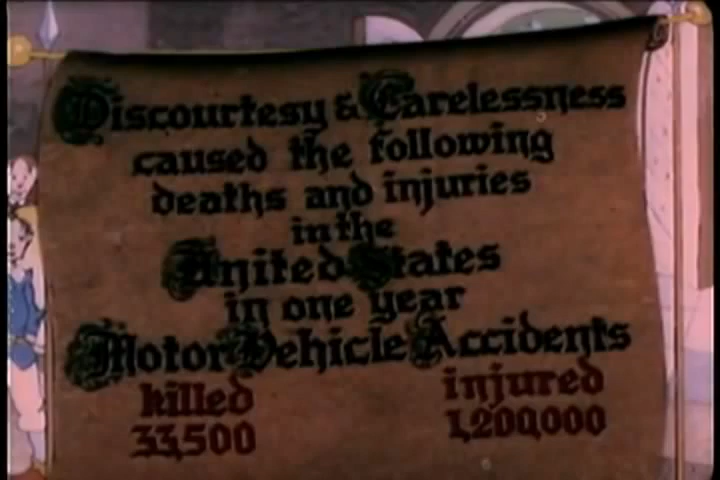 Discourtesy & Carelessness
caused the following
deaths and injuries
in the
United States
in one year
Motor Vehicle Accidents
killed injured
33,500 1,200,000